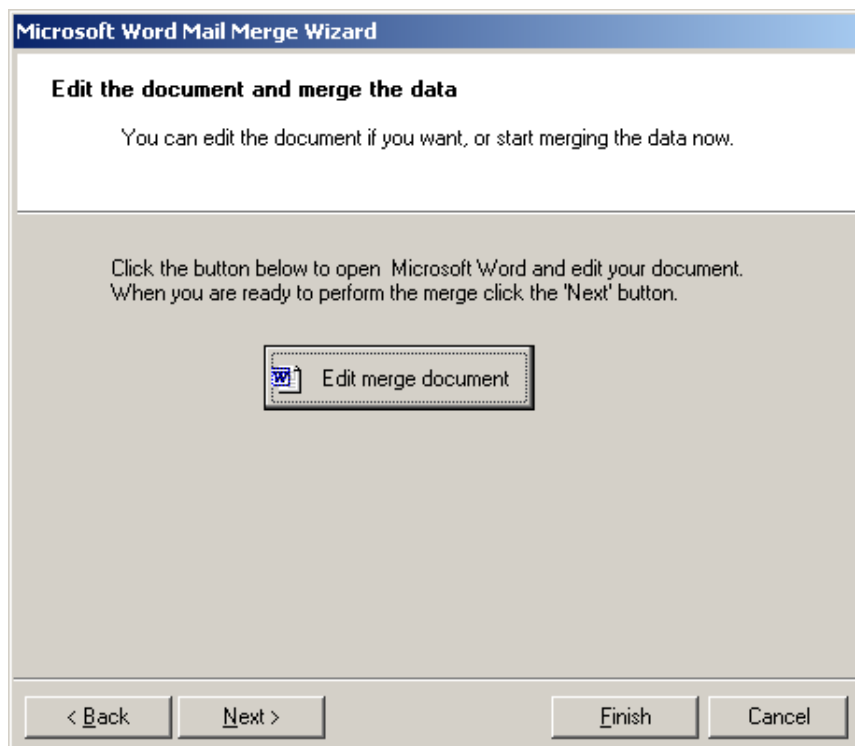 Microsoft Word Mail Merge Wizard
Edit the document and merge the data
You can edit the document if you want, or start merging the data now.
Click the button below to open  Microsoft Word and edit your document.
When you are ready to perform the merge click the 'Next' button.
W Edit merge document
< Back Next > Finish Cancel